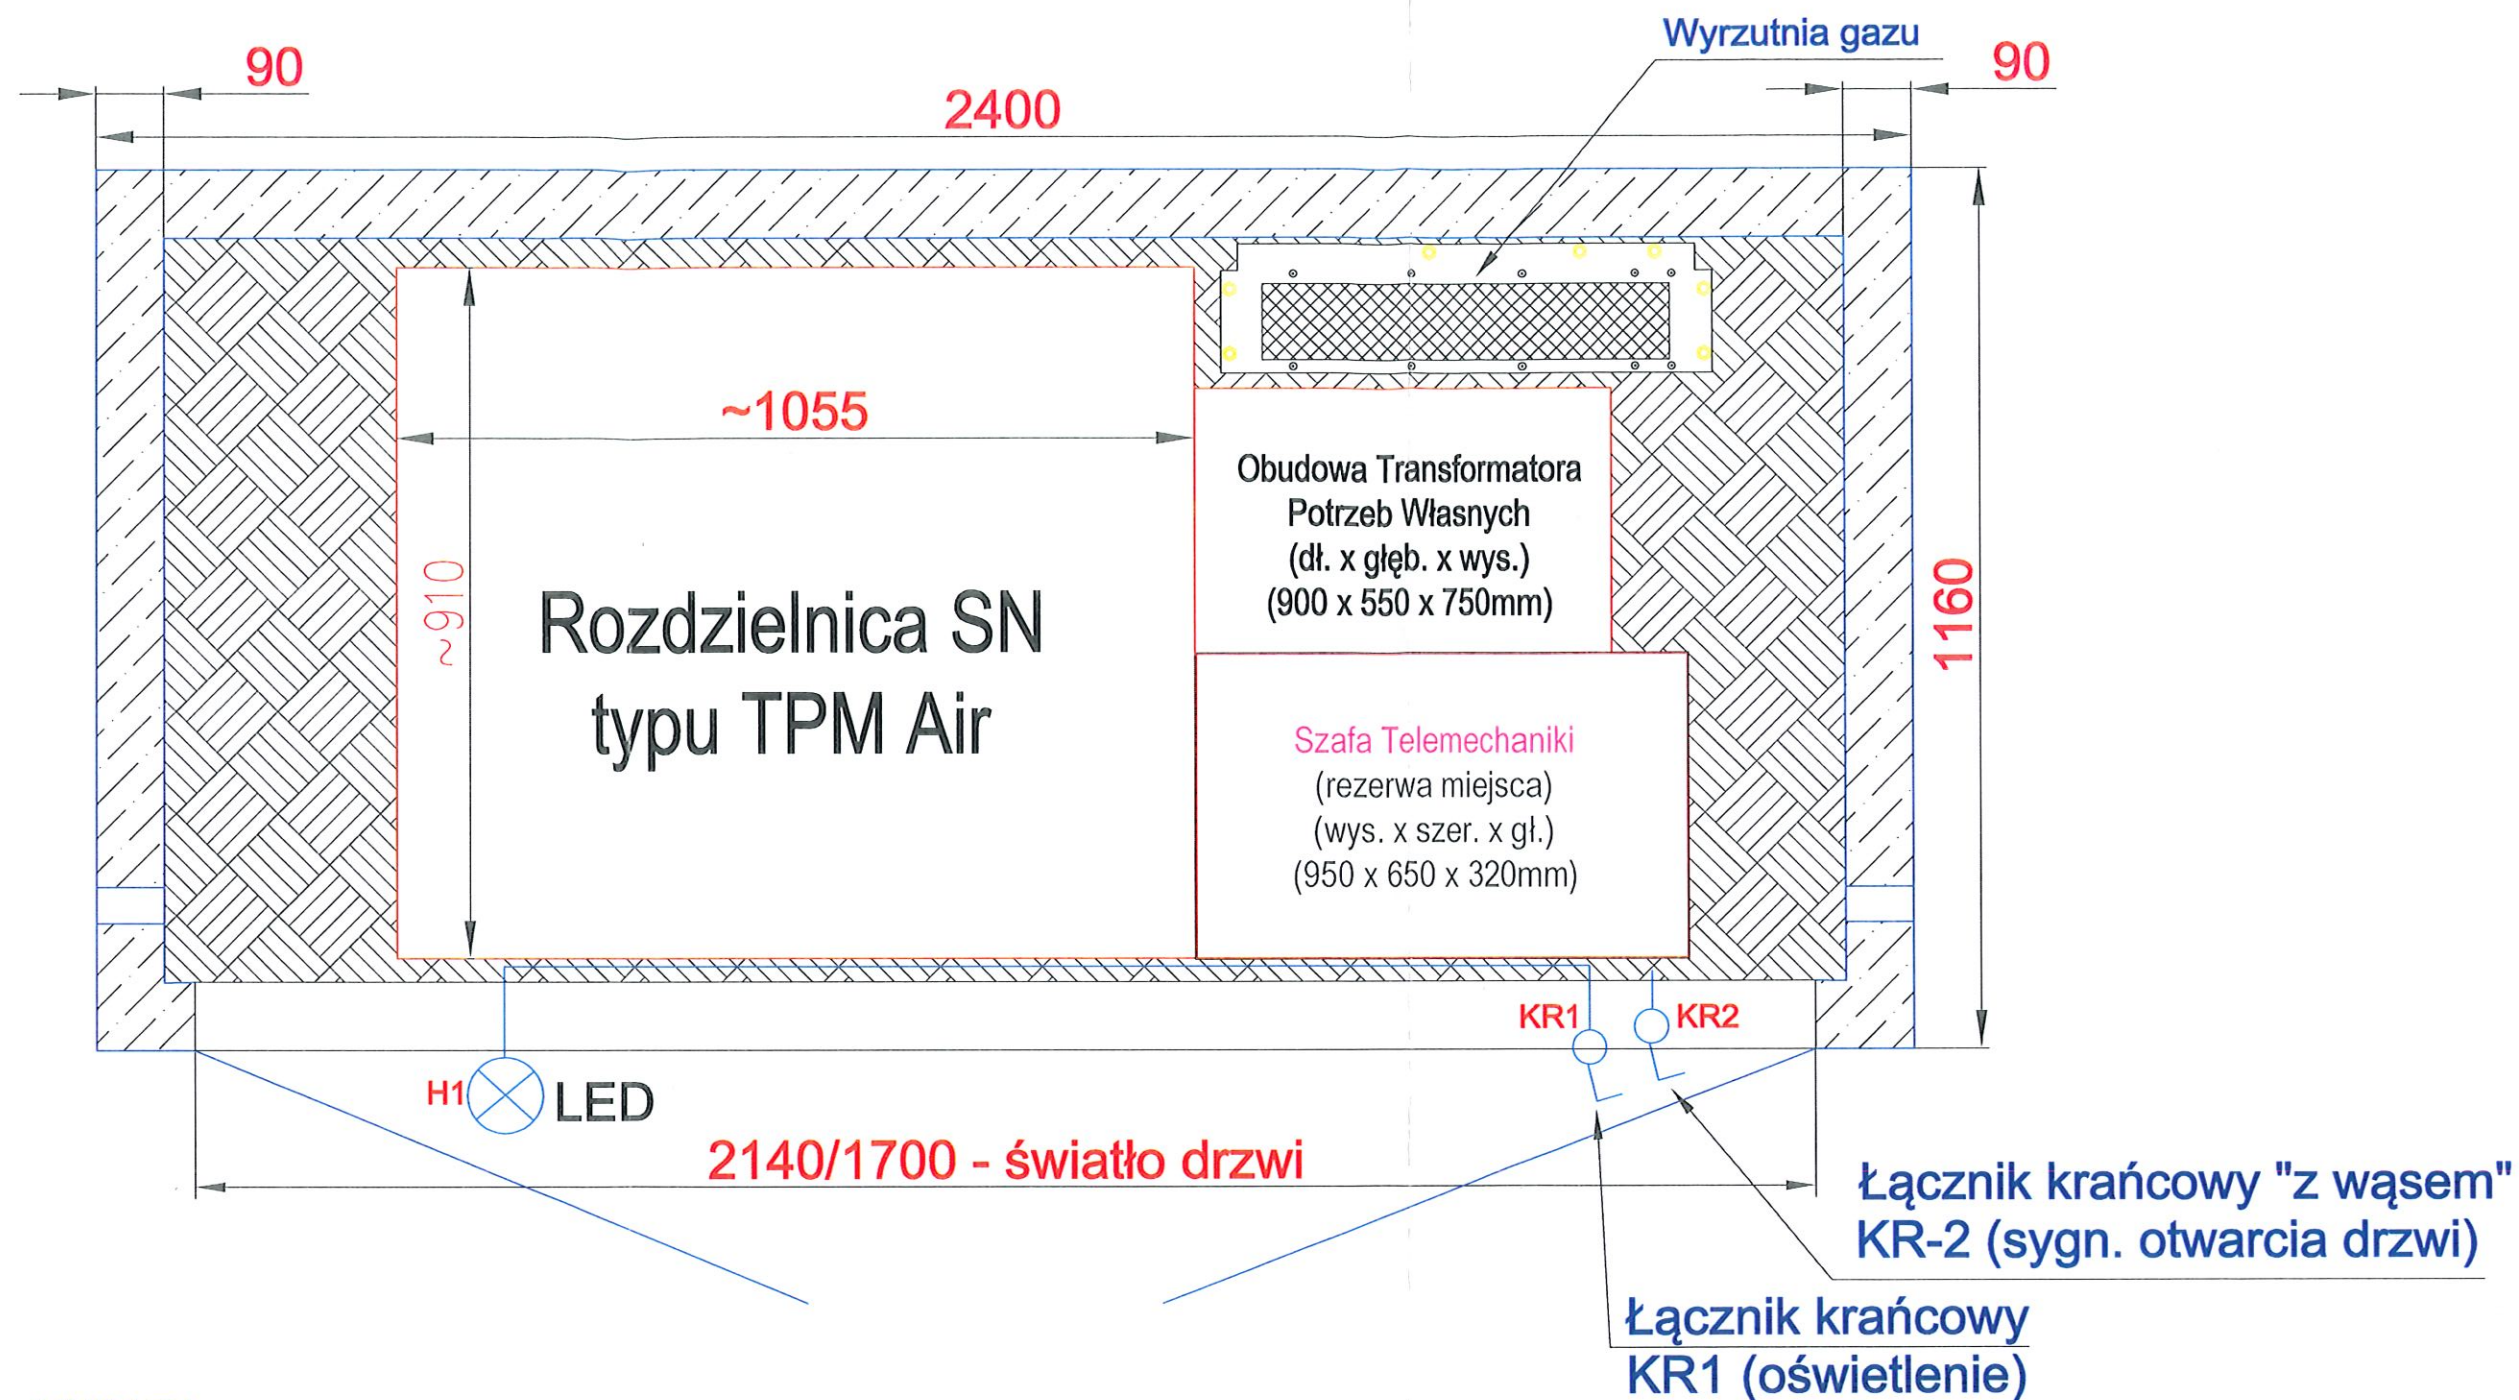 Wyrzutnia gazu
90
90
2400
~1055
~910
Rozdzielnica SN
typu TPM Air
Obudowa Transformatora
Potrzeb Własnych
(dł. x głęb. x wys.)
(900 x 550 x 750mm)
1160
Szafa Telemechaniki
(rezerwa miejsca)
(wys. x szer. x gł.)
(950 x 650 x 320mm)
KR1
KR2
H1
LED
2140/1700 - światło drzwi
Łącznik krańcowy "z wąsem"
KR-2 (sygn. otwarcia drzwi)
Łącznik krańcowy
KR1 (oświetlenie)